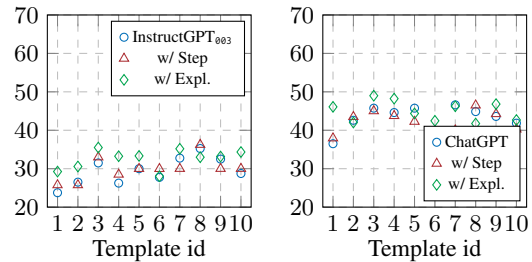 70
60
50
40
30
20
1 2 3 4 5 6 7 8 9 10
Template id
InstructGPT₀₀₃
w/ Step
w/ Expl.
70
60
50
40
30
20
1 2 3 4 5 6 7 8 9 10
Template id
ChatGPT
w/ Step
w/ Expl.